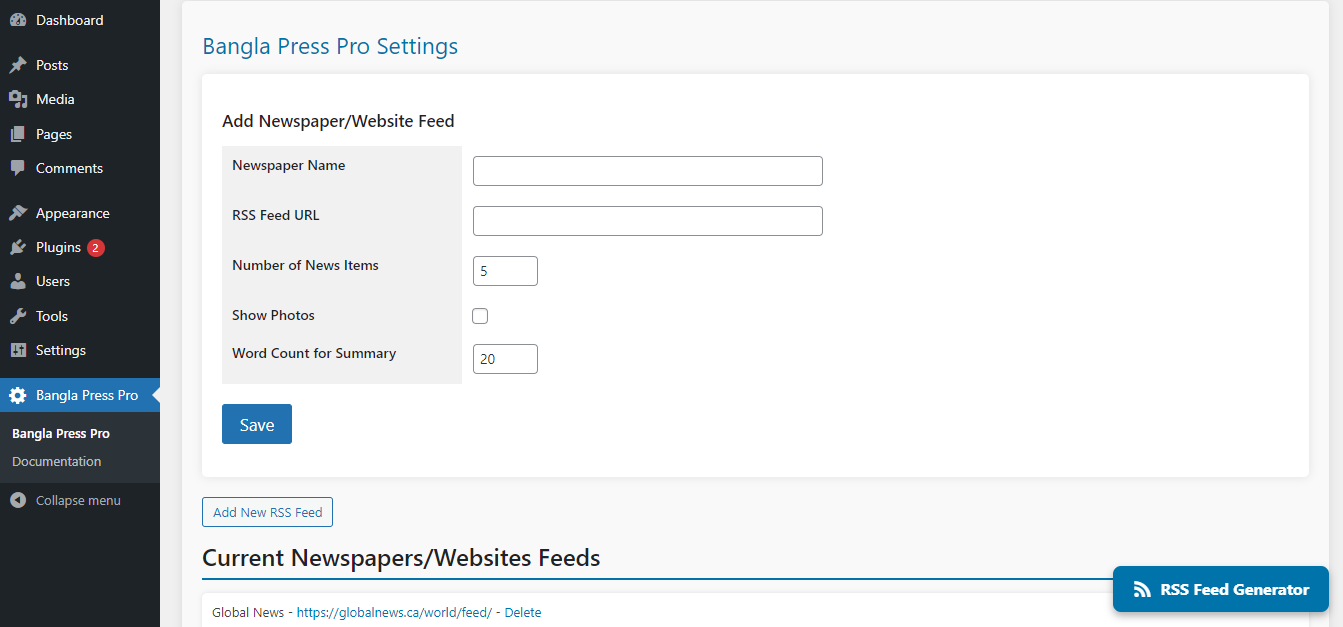 Dashboard
Posts
Media
Pages
Comments
Appearance
Plugins 2
Users
Tools
Settings
Bangla Press Pro
Bangla Press Pro
Documentation
Collapse menu
Bangla Press Pro Settings
Add Newspaper/Website Feed
Newspaper Name
RSS Feed URL
Number of News Items 5
Show Photos
Word Count for Summary 20
Save
Add New RSS Feed
Current Newspapers/Websites Feeds
Global News - https://globalnews.ca/world/feed/ - Delete
RSS Feed Generator